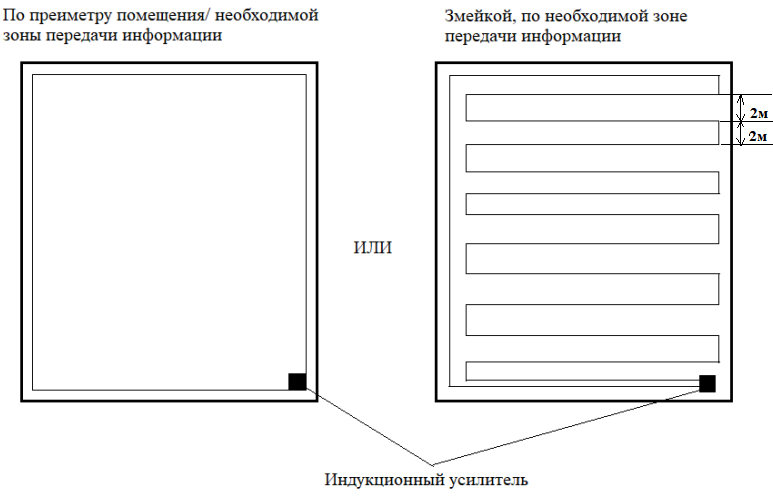 По преиметру помещения/ необходимой
зоны передачи информации
Змейкой, по необходимой зоне
передачи информации
2м
2м
ИЛИ
Индукционный усилитель